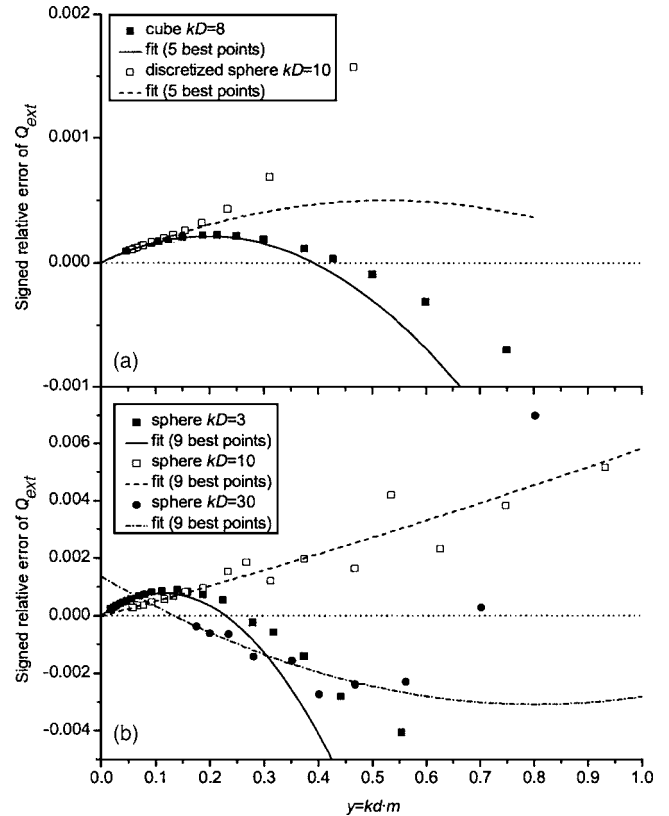 0.002
cube kD=8
fit (5 best points)
discretized sphere kD=10
fit (5 best points)
0.001
0.000
-0.001
Signed relative error of Qext
(a)
sphere kD=3
fit (9 best points)
sphere kD=10
fit (9 best points)
sphere kD=30
fit (9 best points)
0.006
0.004
0.002
0.000
-0.002
-0.004
Signed relative error of Qext
(b)
0.0 0.1 0.2 0.3 0.4 0.5 0.6 0.7 0.8 0.9 1.0
y=kd·m